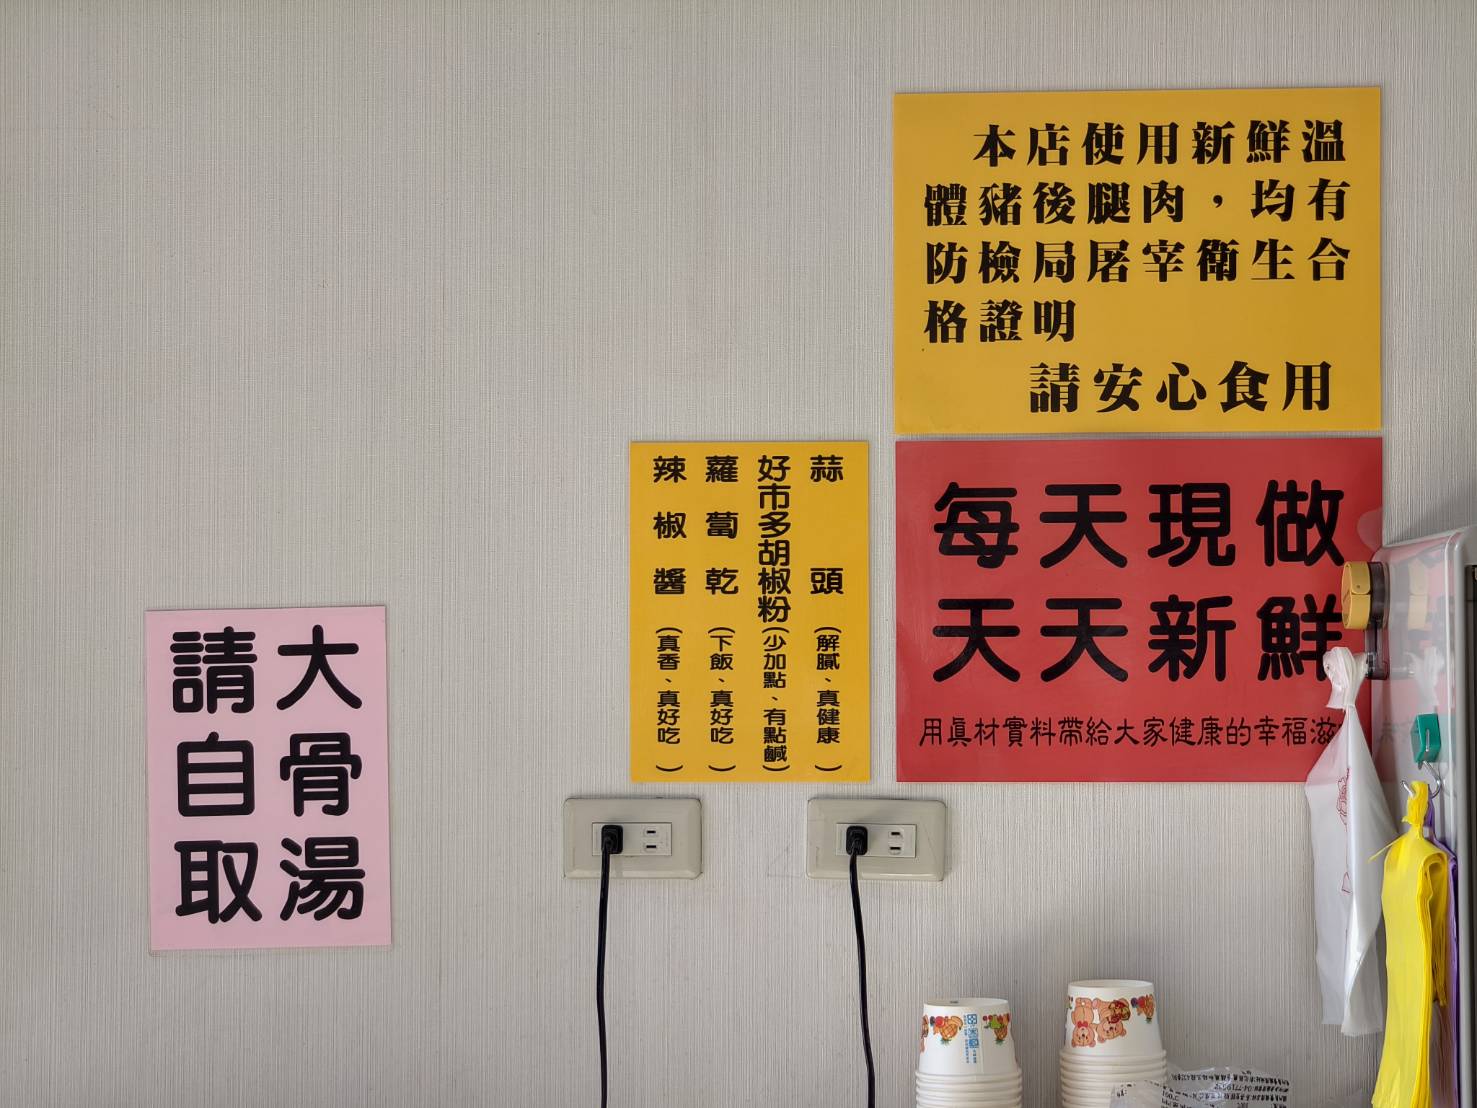 本店使用新鮮溫
體豬後腿肉，均有
防檢局屠宰衛生合
格證明
請安心食用
每天現做
天天新鮮
用真材實料帶給大家健康的幸福滋
蒜頭（解膩、真健康）
好市多胡椒粉（少加點、有點鹹）
蘿蔔乾（下飯、真好吃）
辣椒醬（真香、真好吃）
大骨湯
請自取